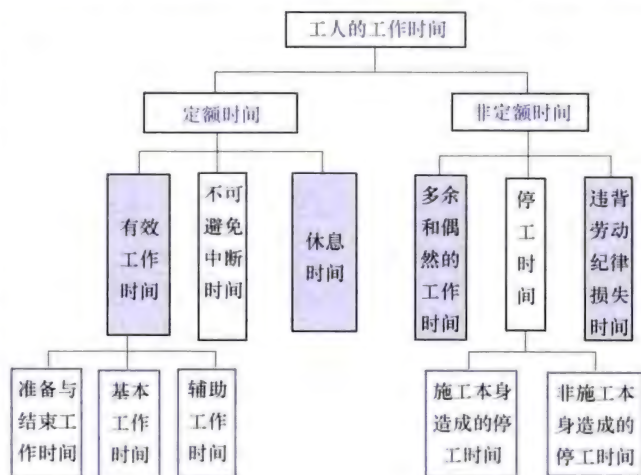 工人的工作时间
定额时间
非定额时间
有效
工作
时间
不可
避免
中断
时间
休息
时间
多余
和偶
然的
工作
时间
停
工
时
间
违背
劳动
纪律
损失
时间
准备与
结束工
作时间
基本
工作
时间
辅助
工作
时间
施工本身
造成的停
工时间
非施工本
身造成的
停工时间